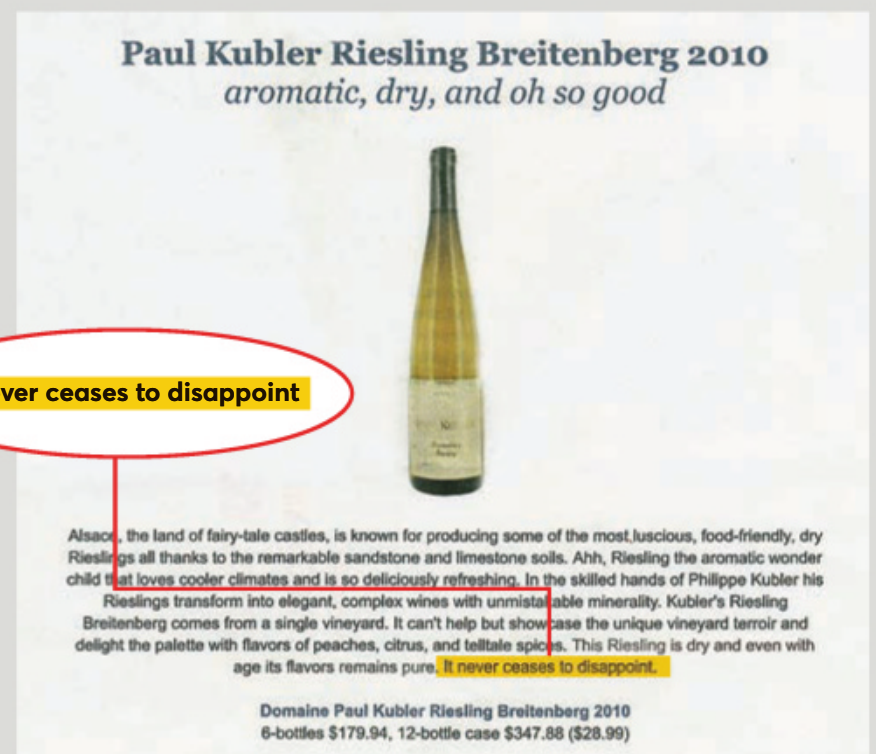 Paul Kubler Riesling Breitenberg 2010
aromatic, dry, and oh so good
ver ceases to disappoint
Alsace, the land of fairy-tale castles, is known for producing some of the most luscious, food-friendly, dry
Rieslings all thanks to the remarkable sandstone and limestone soils. Ahh, Riesling the aromatic wonder
child that loves cooler climates and is so deliciously refreshing. In the skilled hands of Philippe Kubler his
Rieslings transform into elegant, complex wines with unmistakable minerality. Kubler's Riesling
Breitenberg comes from a single vineyard. It can't help but showcase the unique vineyard terroir and
delight the palette with flavors of peaches, citrus, and telltale spices. This Riesling is dry and even with
age its flavors remains pure. It never ceases to disappoint.
Domaine Paul Kubler Riesling Breitenberg 2010
6-bottles $179.94, 12-bottle case $347.88 ($28.99)